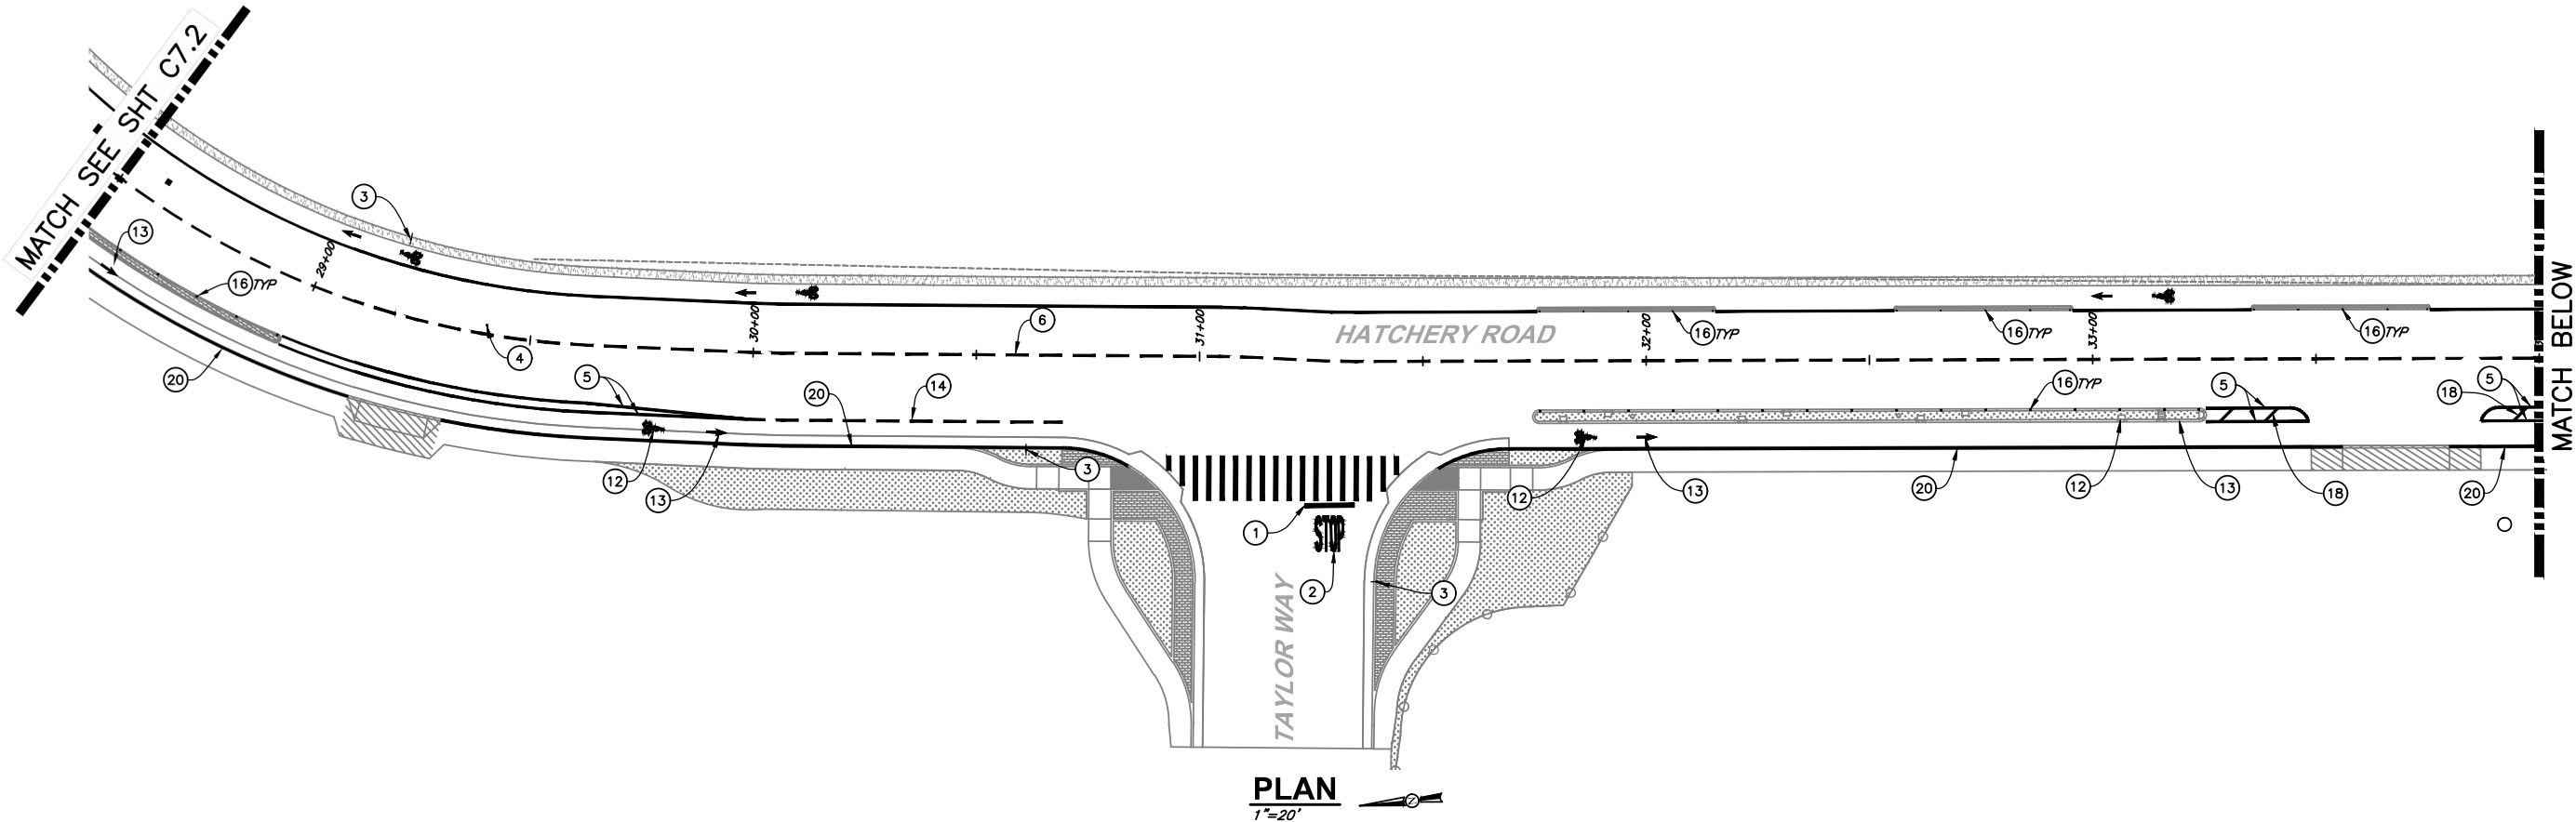 MATCH SEE SHT C7.2
3
13
29+00
16 TYP
4
20
5
12
13
30+00
20
14
6
31+00
HATCHERY ROAD
16 TYP
32+00
16 TYP
33+00
16 TYP
16 TYP
5
18
5
MATCH BELOW
3
12
13
20
12
13
18
20
1
STOP
2
3
TAYLOR WAY
PLAN
1"=20'
N